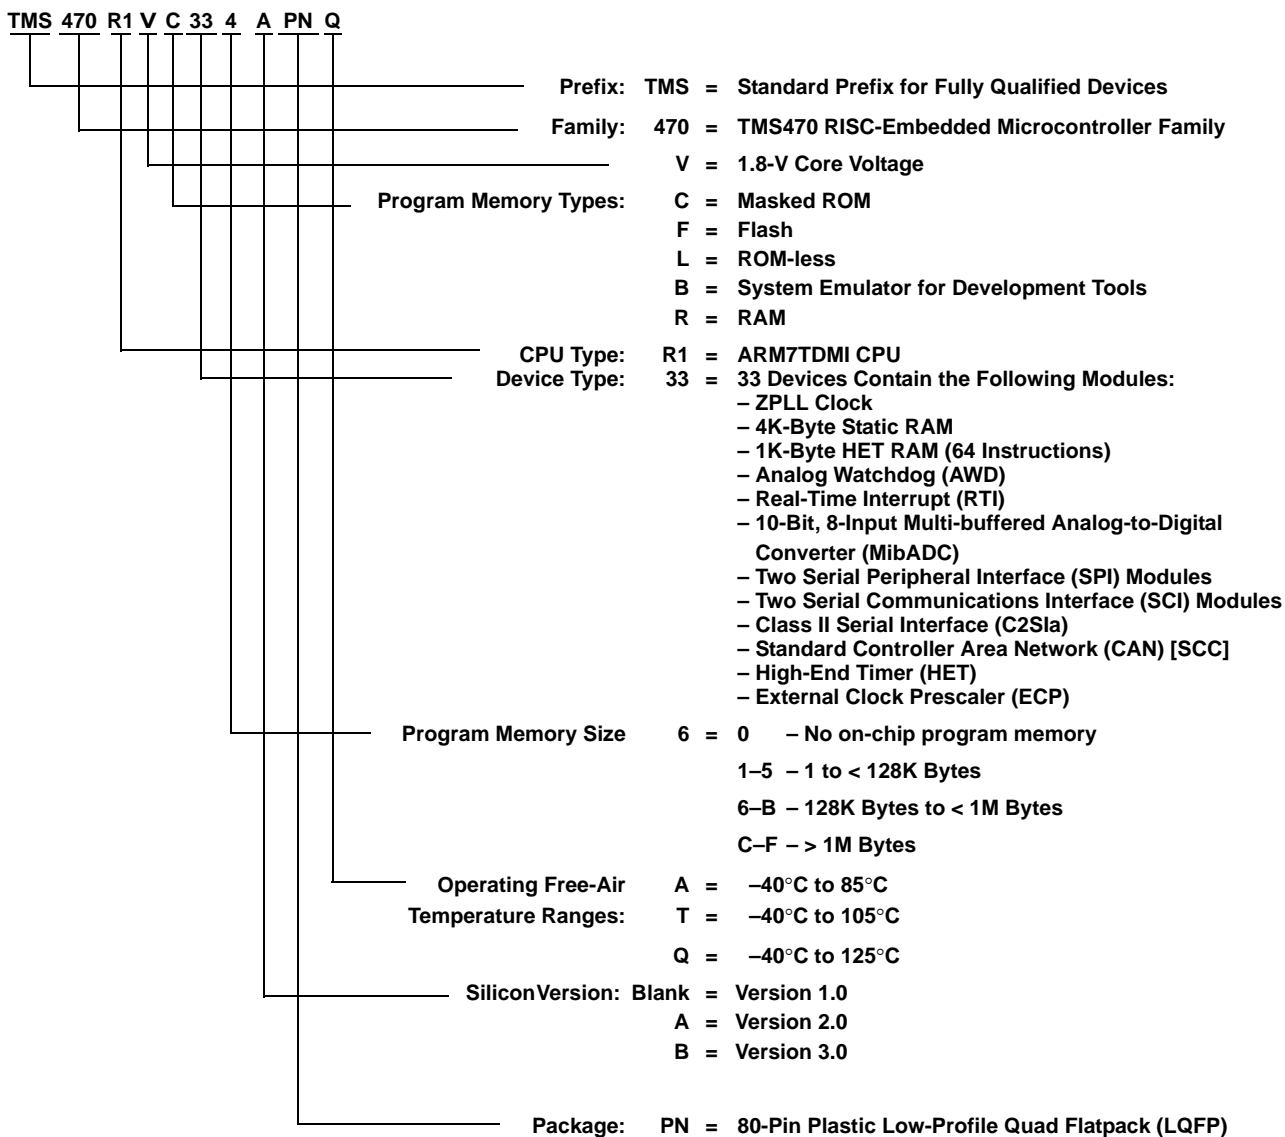 TMS 470 R1 V C 33 4 A PN Q
Prefix: TMS = Standard Prefix for Fully Qualified Devices
Family: 470 = TMS470 RISC-Embedded Microcontroller Family
V = 1.8-V Core Voltage
Program Memory Types: C = Masked ROM
F = Flash
L = ROM-less
B = System Emulator for Development Tools
R = RAM
CPU Type: R1 = ARM7TDMI CPU
Device Type: 33 = 33 Devices Contain the Following Modules:
– ZPLL Clock
– 4K-Byte Static RAM
– 1K-Byte HET RAM (64 Instructions)
– Analog Watchdog (AWD)
– Real-Time Interrupt (RTI)
– 10-Bit, 8-Input Multi-buffered Analog-to-Digital
Converter (MibADC)
– Two Serial Peripheral Interface (SPI) Modules
– Two Serial Communications Interface (SCI) Modules
– Class II Serial Interface (C2SIa)
– Standard Controller Area Network (CAN) [SCC]
– High-End Timer (HET)
– External Clock Prescaler (ECP)
Program Memory Size 6 = 0 – No on-chip program memory
1–5 – 1 to < 128K Bytes
6–B – 128K Bytes to < 1M Bytes
C–F – > 1M Bytes
Operating Free-Air A = –40°C to 85°C
Temperature Ranges: T = –40°C to 105°C
Q = –40°C to 125°C
SiliconVersion: Blank = Version 1.0
A = Version 2.0
B = Version 3.0
Package: PN = 80-Pin Plastic Low-Profile Quad Flatpack (LQFP)